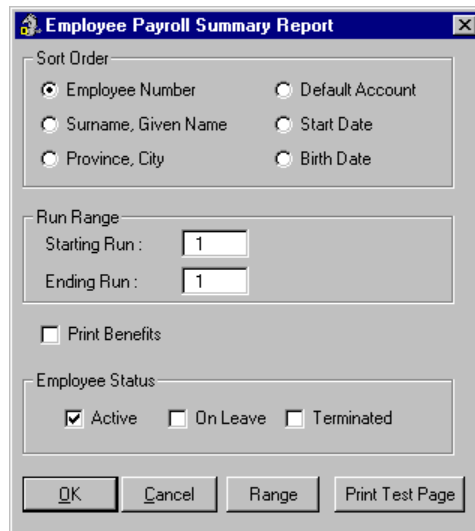 Employee Payroll Summary Report
Sort Order
Employee Number Default Account
Surname, Given Name Start Date
Province, City Birth Date
Run Range
Starting Run : 1
Ending Run : 1
Print Benefits
Employee Status
Active On Leave Terminated
OK Cancel Range Print Test Page